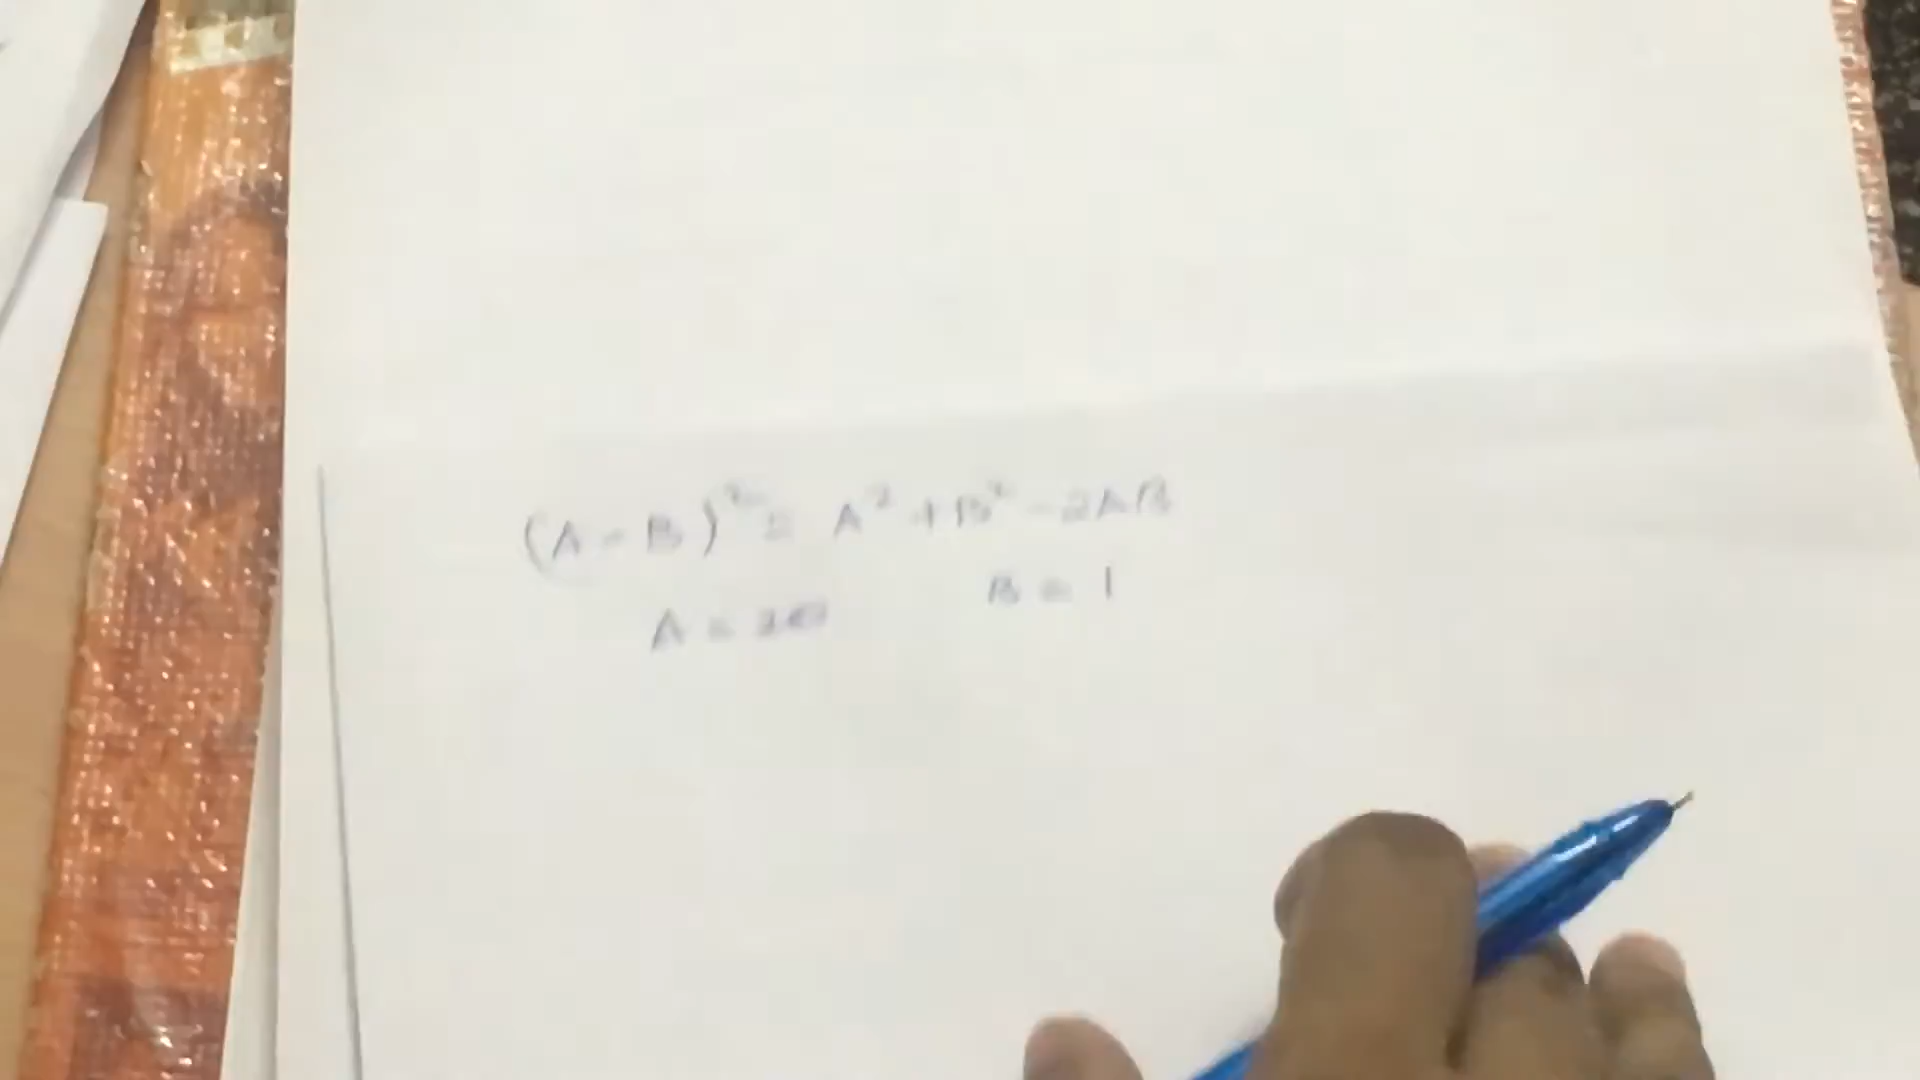 (A - B)² = A² + B² - 2AB
A = 20 B = 1